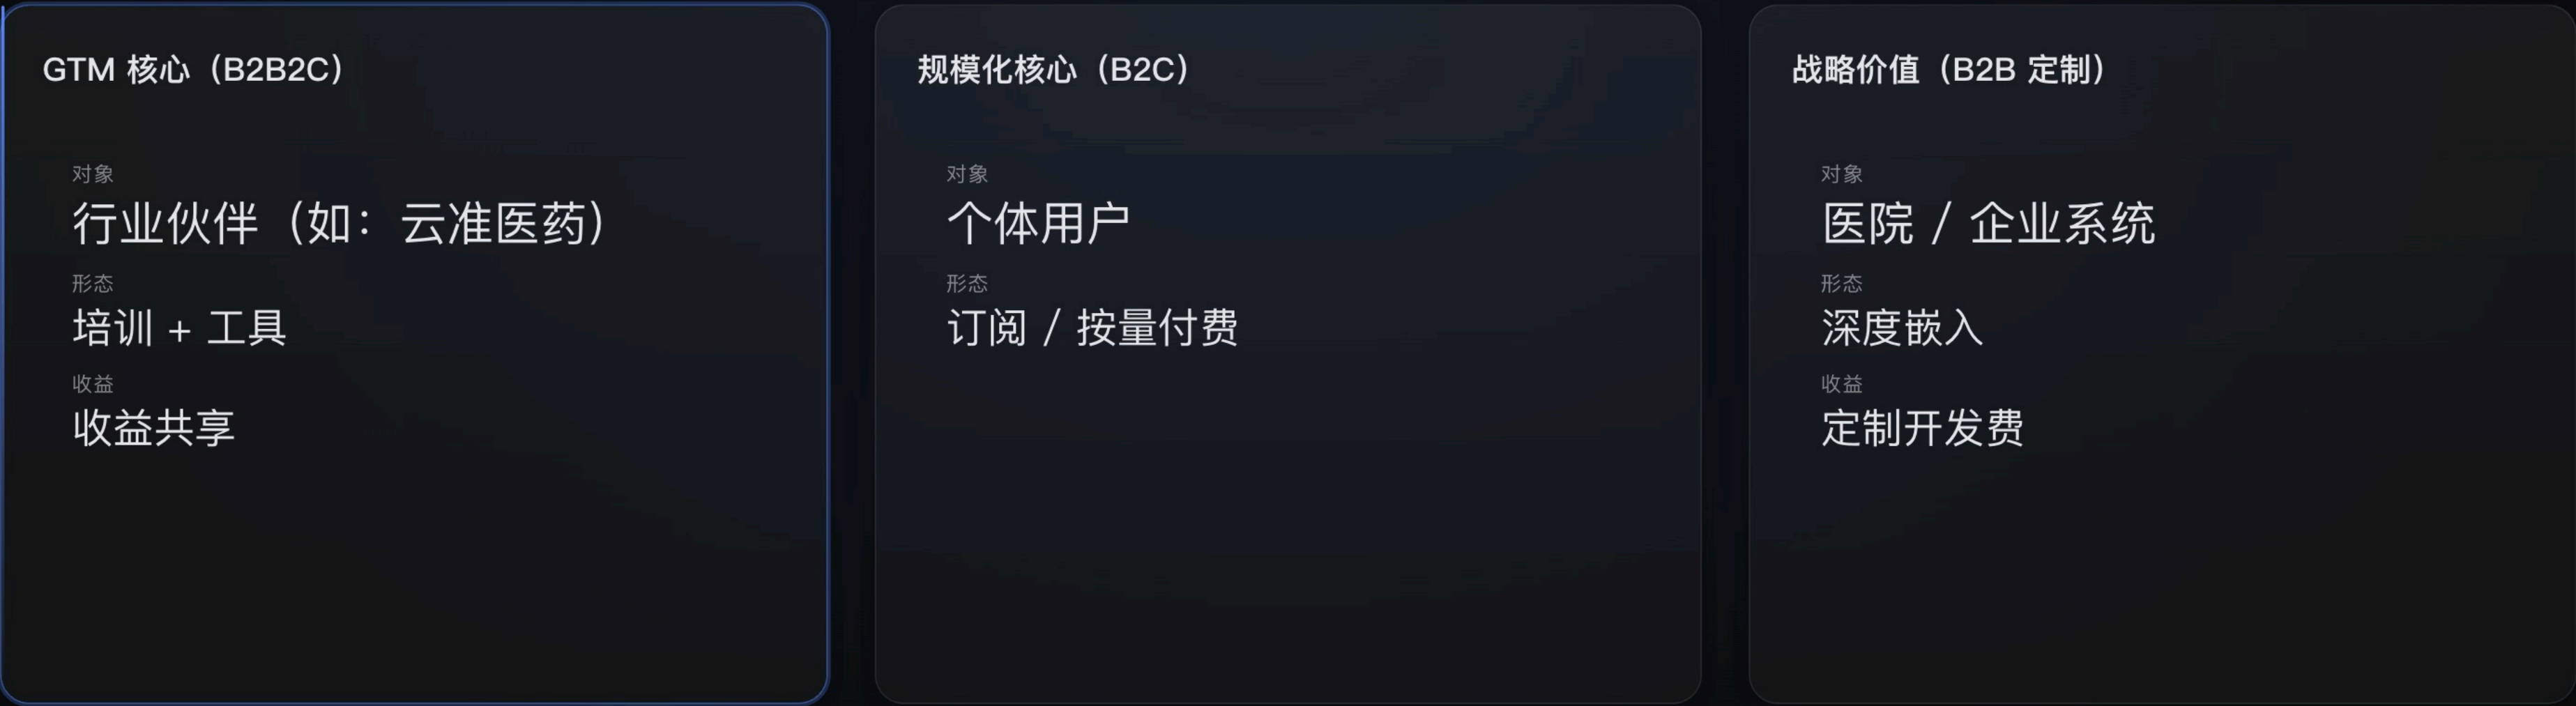 GTM 核心（B2B2C）
对象
行业伙伴（如：云准医药）
形态
培训 + 工具
收益
收益共享
规模化核心（B2C）
对象
个体用户
形态
订阅 / 按量付费
战略价值（B2B 定制）
对象
医院 / 企业系统
形态
深度嵌入
收益
定制开发费